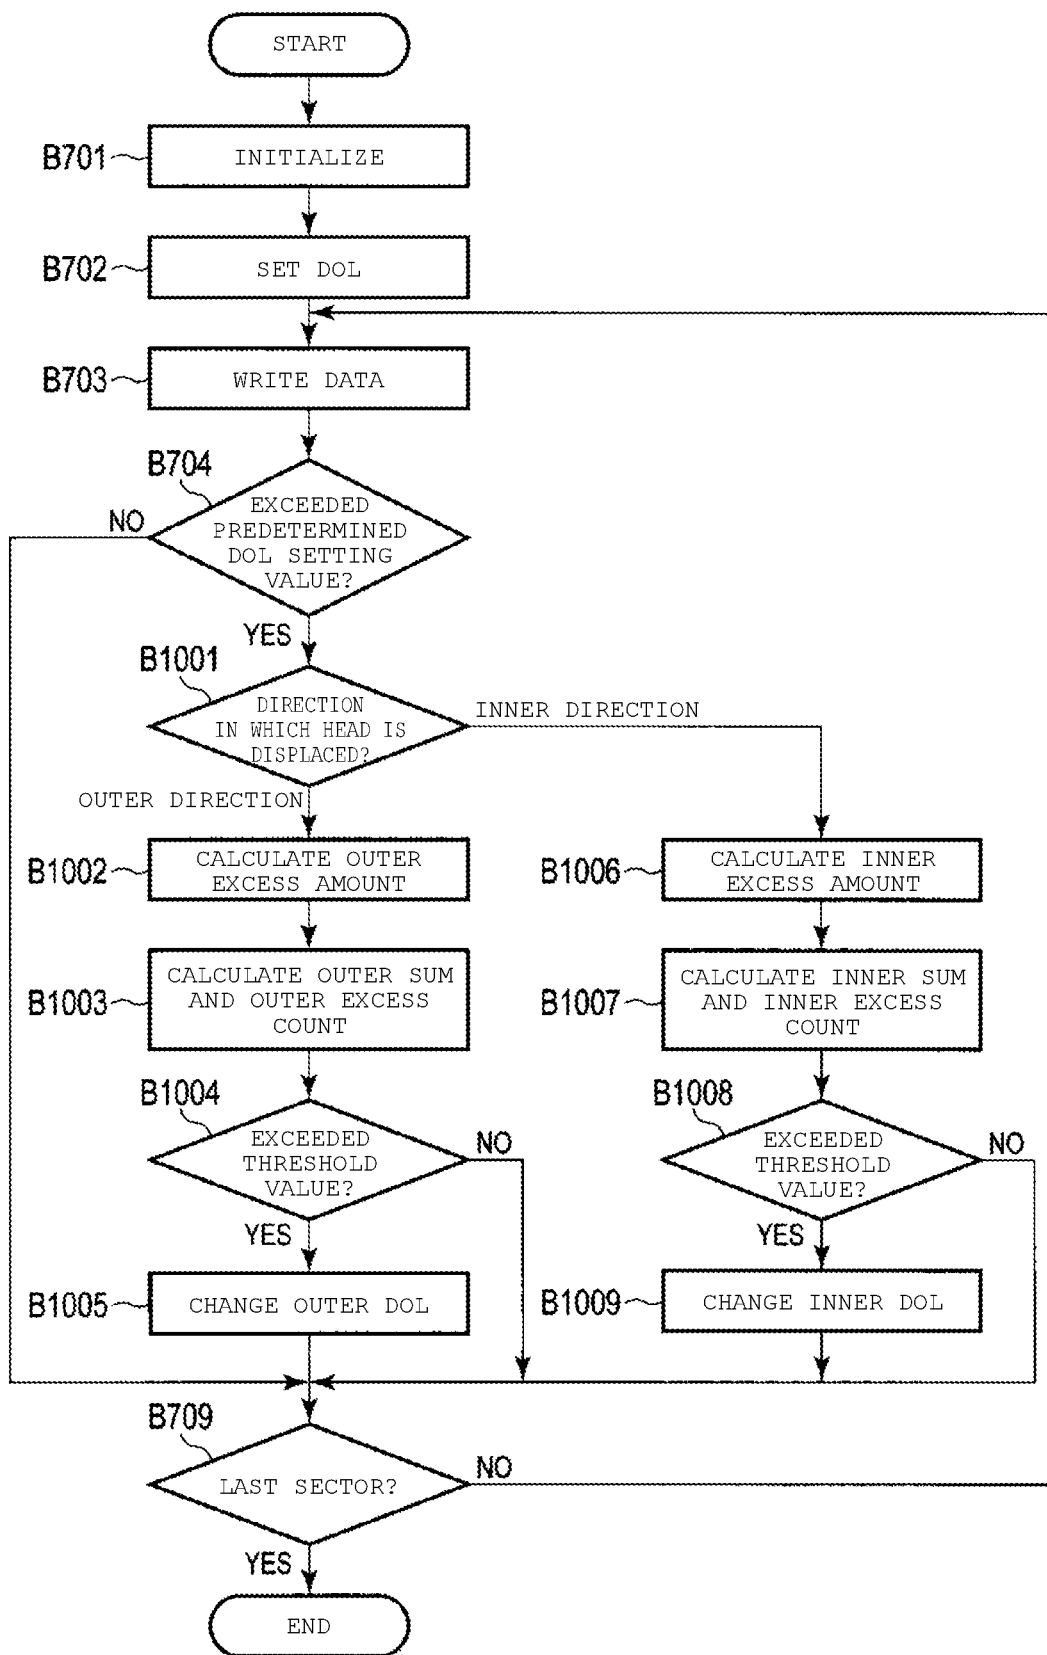 START
B701
INITIALIZE
B702
SET DOL
B703
WRITE DATA
B704
EXCEEDED
PREDETERMINED
DOL SETTING
VALUE?
NO
YES
B1001
DIRECTION
IN WHICH HEAD IS
DISPLACED?
INNER DIRECTION
OUTER DIRECTION
B1002
CALCULATE OUTER
EXCESS AMOUNT
B1003
CALCULATE OUTER SUM
AND OUTER EXCESS
COUNT
B1004
EXCEEDED
THRESHOLD
VALUE?
NO
YES
B1005
CHANGE OUTER DOL
B1006
CALCULATE INNER
EXCESS AMOUNT
B1007
CALCULATE INNER SUM
AND INNER EXCESS
COUNT
B1008
EXCEEDED
THRESHOLD
VALUE?
NO
YES
B1009
CHANGE INNER DOL
B709
LAST SECTOR?
NO
YES
END